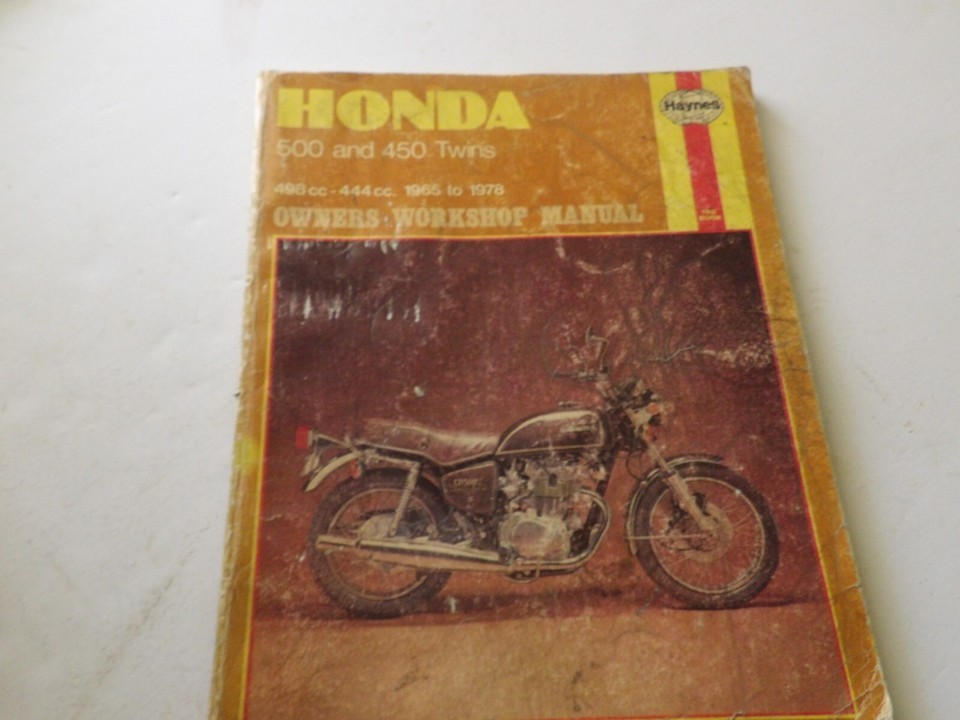 HONDA
500 and 450 Twins
498cc - 444cc. 1965 to 1978
OWNERS WORKSHOP MANUAL
Haynes